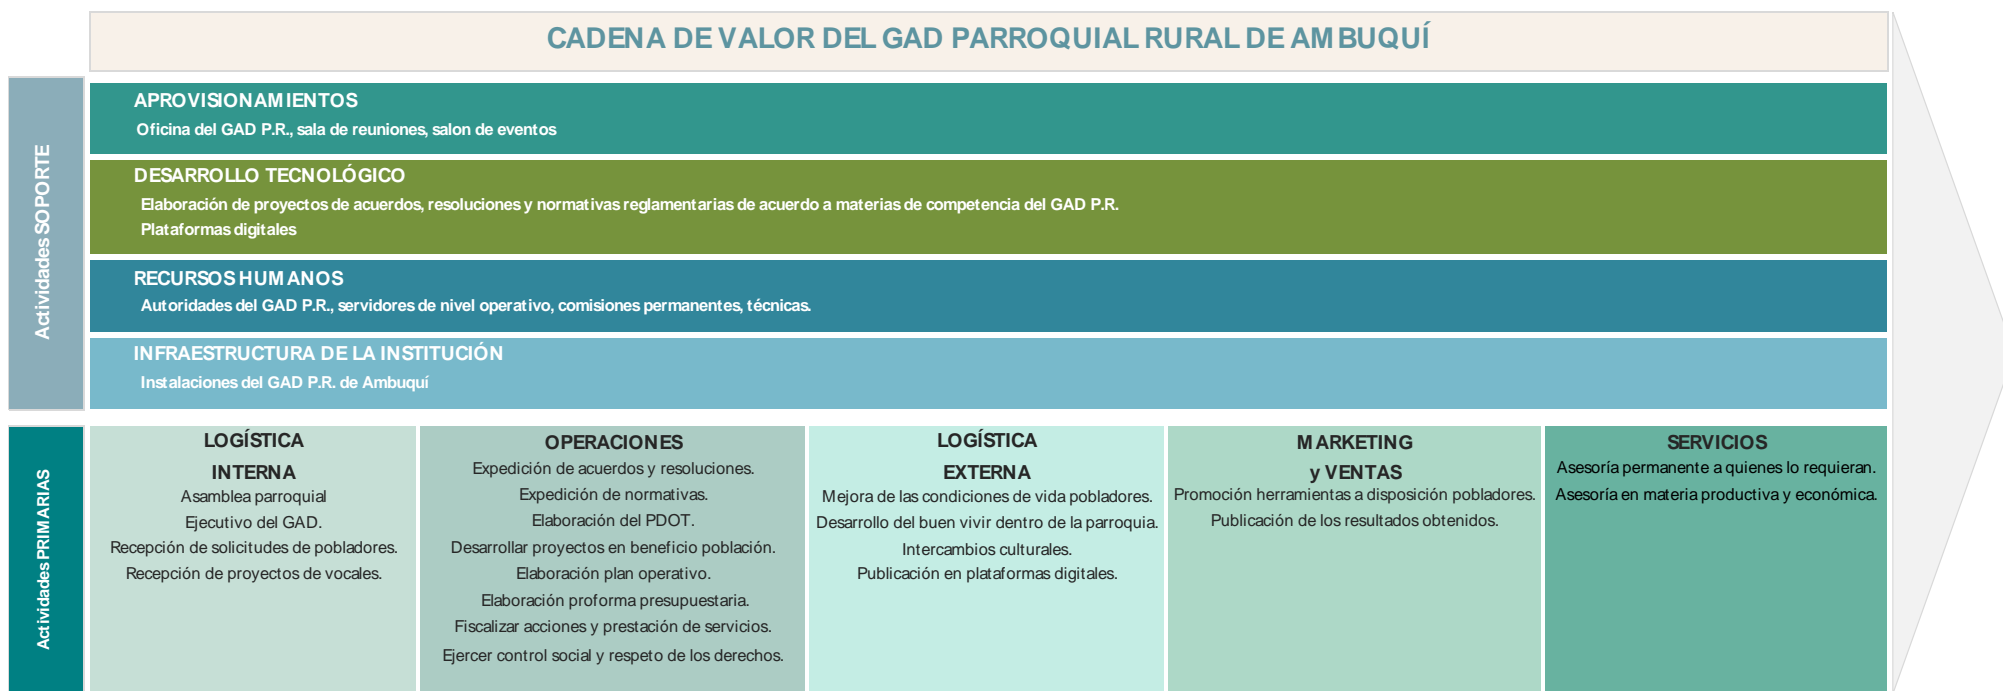 CADENA DE VALOR DEL GAD PARROQUIAL RURAL DE AMBUQUÍ
Actividades SOPORTE
APROVISIONAMIENTOS
Oficina del GAD P.R., sala de reuniones, salon de eventos
DESARROLLO TECNOLÓGICO
Elaboración de proyectos de acuerdos, resoluciones y normativas reglamentarias de acuerdo a materias de competencia del GAD P.R.
Plataformas digitales
RECURSOS HUMANOS
Autoridades del GAD P.R., servidores de nivel operativo, comisiones permanentes, técnicas.
INFRAESTRUCTURA DE LA INSTITUCIÓN
Instalaciones del GAD P.R. de Ambuquí
Actividades PRIMARIAS
LOGÍSTICA
INTERNA
Asamblea parroquial
Ejecutivo del GAD.
Recepción de solicitudes de pobladores.
Recepción de proyectos de vocales.
OPERACIONES
Expedición de acuerdos y resoluciones.
Expedición de normativas.
Elaboración del PDOT.
Desarrollar proyectos en beneficio población.
Elaboración plan operativo.
Elaboración proforma presupuestaria.
Fiscalizar acciones y prestación de servicios.
Ejercer control social y respeto de los derechos.
LOGÍSTICA
EXTERNA
Mejora de las condiciones de vida pobladores.
Desarrollo del buen vivir dentro de la parroquia.
Intercambios culturales.
Publicación en plataformas digitales.
MARKETING
y VENTAS
Promoción herramientas a disposición pobladores.
Publicación de los resultados obtenidos.
SERVICIOS
Asesoría permanente a quienes lo requieran.
Asesoría en materia productiva y económica.